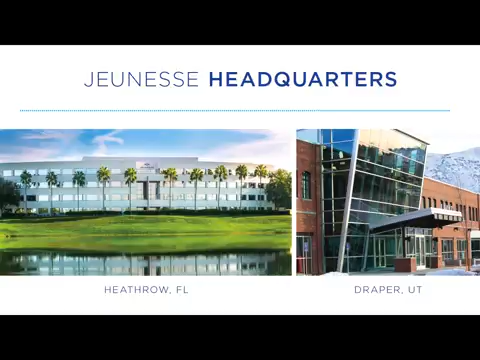 JEUNESSE HEADQUARTERS
HEATHROW, FL
DRAPER, UT